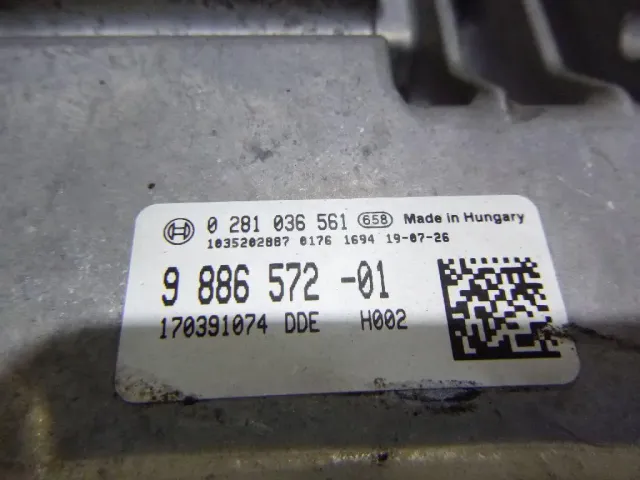 0 281 036 561 658 Made in Hungary
1035202887 0176 1694 19-07-26
9 886 572 -01
170391074 DDE H002